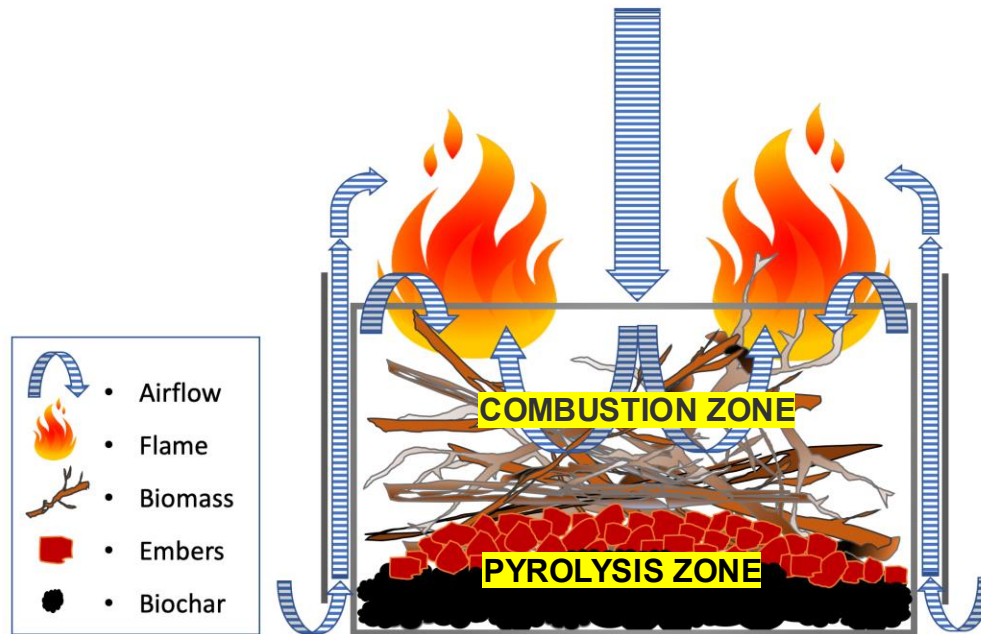 COMBUSTION ZONE
PYROLYSIS ZONE
• Airflow
• Flame
• Biomass
• Embers
• Biochar